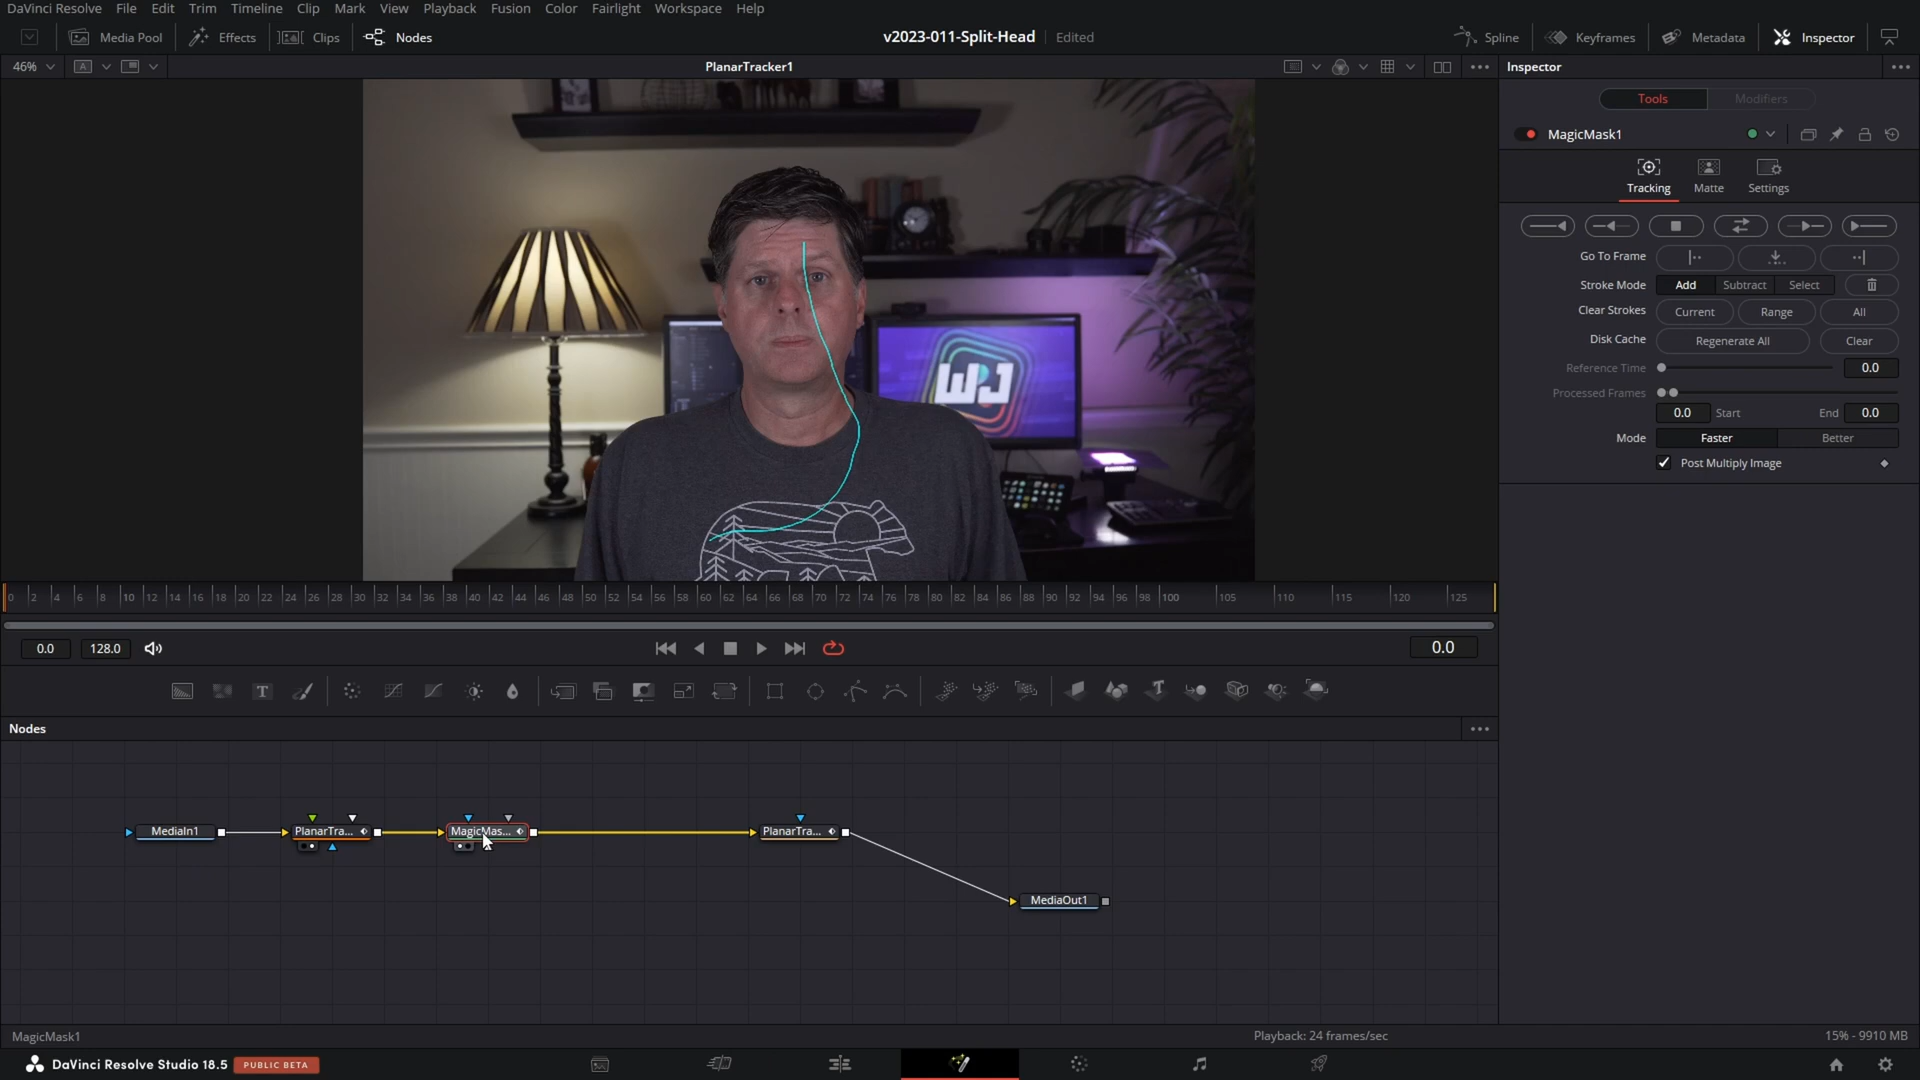 DaVinci Resolve File Edit Trim Timeline Clip Mark View Playback Fusion Color Fairlight Workspace Help
Media Pool Effects Clips Nodes v2023-011-Split-Head Edited Spline Keyframes Metadata Inspector
46% A PlanarTracker1 Inspector
Tools Modifiers
MagicMask1
Tracking Matte Settings
Go To Frame
Stroke Mode Add Subtract Select
Clear Strokes Current Range All
Disk Cache Regenerate All Clear
Reference Time 0.0
Processed Frames
0.0 Start End 0.0
Mode Faster Better
Post Multiply Image
WJ
0 2 4 6 8 10 12 14 16 18 20 22 24 26 28 30 32 34 36 38 40 42 44 46 48 50 52 54 56 58 60 62 64 66 68 70 72 74 76 78 80 82 84 86 88 90 92 94 96 98 100 105 110 115 120 125
0.0 128.0 0.0
T
Nodes
MediaIn1 PlanarTra... MagicMas... PlanarTra...
MediaOut1
MagicMask1 Playback: 24 frames/sec 15% - 9910 MB
DaVinci Resolve Studio 18.5 PUBLIC BETA